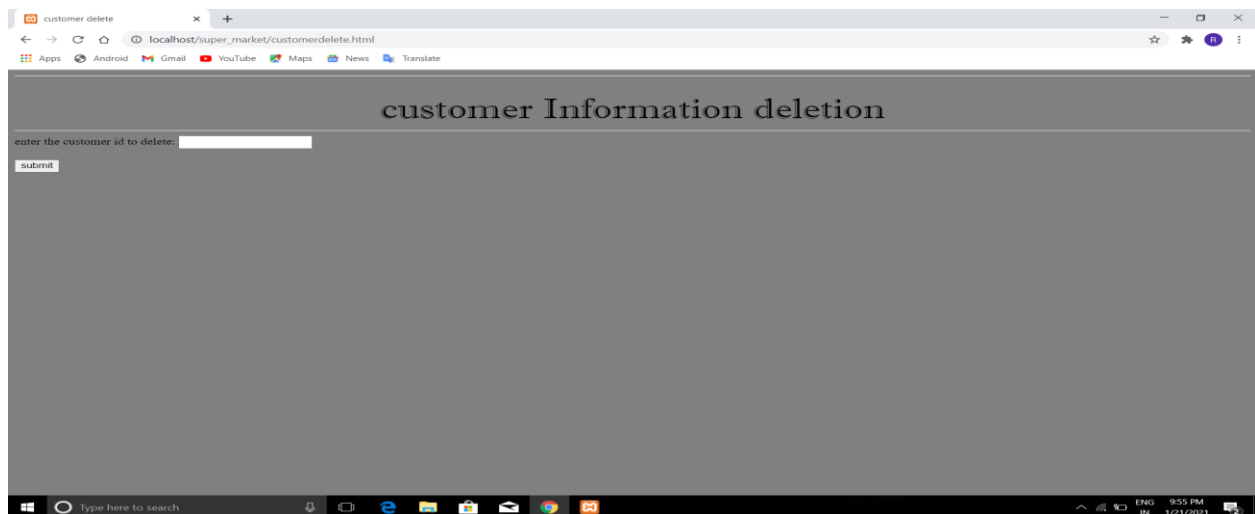 customer delete
localhost/super_market/customerdelete.html
R
Apps Android Gmail YouTube Maps News Translate
customer Information deletion
enter the customer id to delete:
submit
Type here to search
ENG 9:55 PM
IN 1/21/2021
2